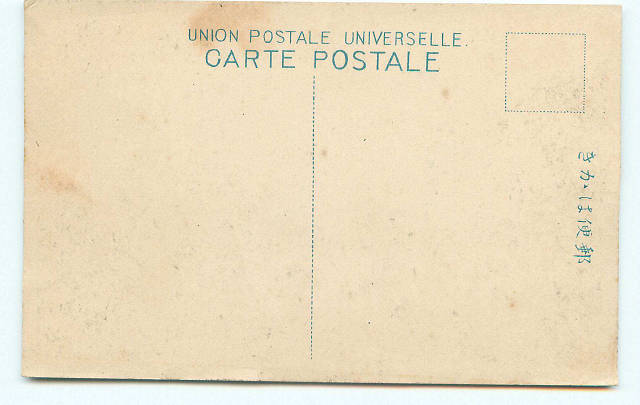 UNION POSTALE UNIVERSELLE.
CARTE POSTALE
郵便はかき